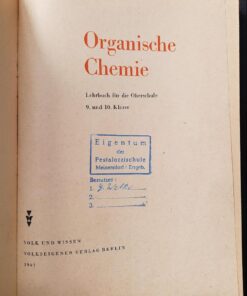 Organische
Chemie
Lehrbuch für die Oberschule
9. und 10. Klasse
Eigentum
der
Pestalozzischule
Benutzer:
1.
2.
3.
VOLK UND WISSEN
VOLKSEIGENER VERLAG BERLIN